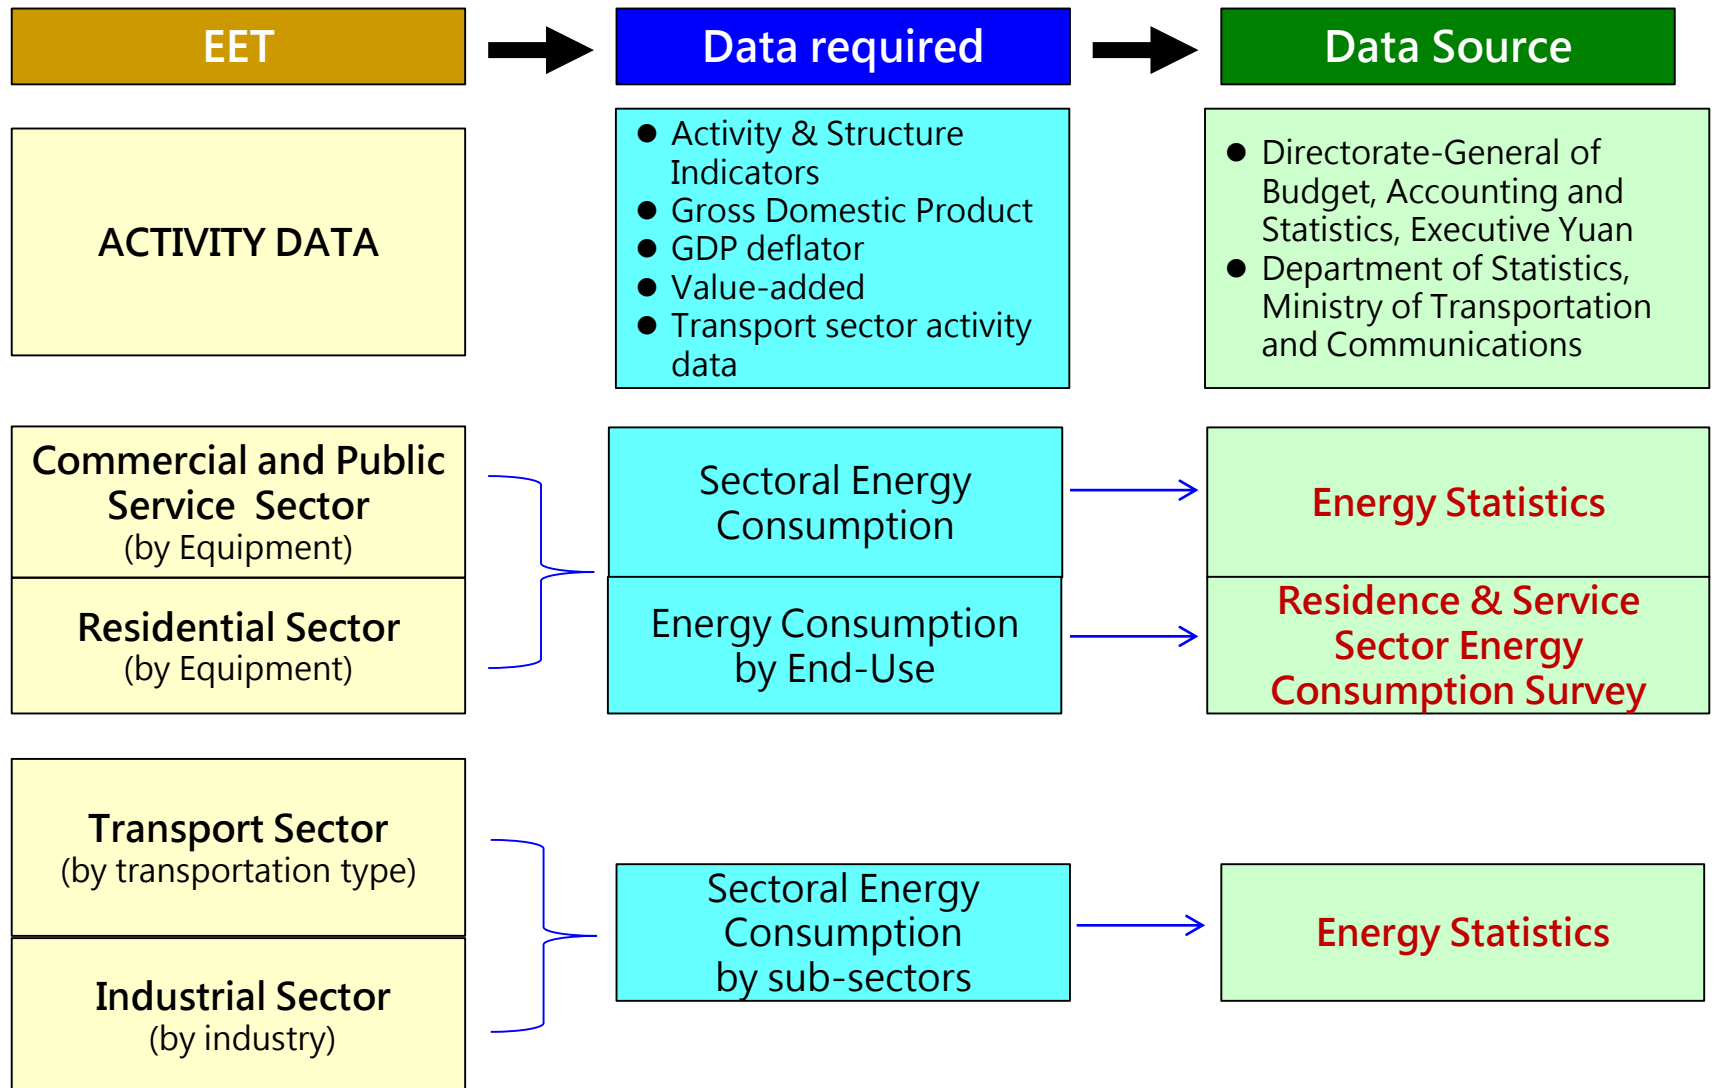 EET
Data required
Data Source
ACTIVITY DATA
● Activity & Structure
Indicators
● Gross Domestic Product
● GDP deflator
● Value-added
● Transport sector activity
data
● Directorate-General of
Budget, Accounting and
Statistics, Executive Yuan
● Department of Statistics,
Ministry of Transportation
and Communications
Commercial and Public
Service Sector
(by Equipment)
Sectoral Energy
Consumption
Energy Statistics
Residential Sector
(by Equipment)
Energy Consumption
by End-Use
Residence & Service
Sector Energy
Consumption Survey
Transport Sector
(by transportation type)
Industrial Sector
(by industry)
Sectoral Energy
Consumption
by sub-sectors
Energy Statistics